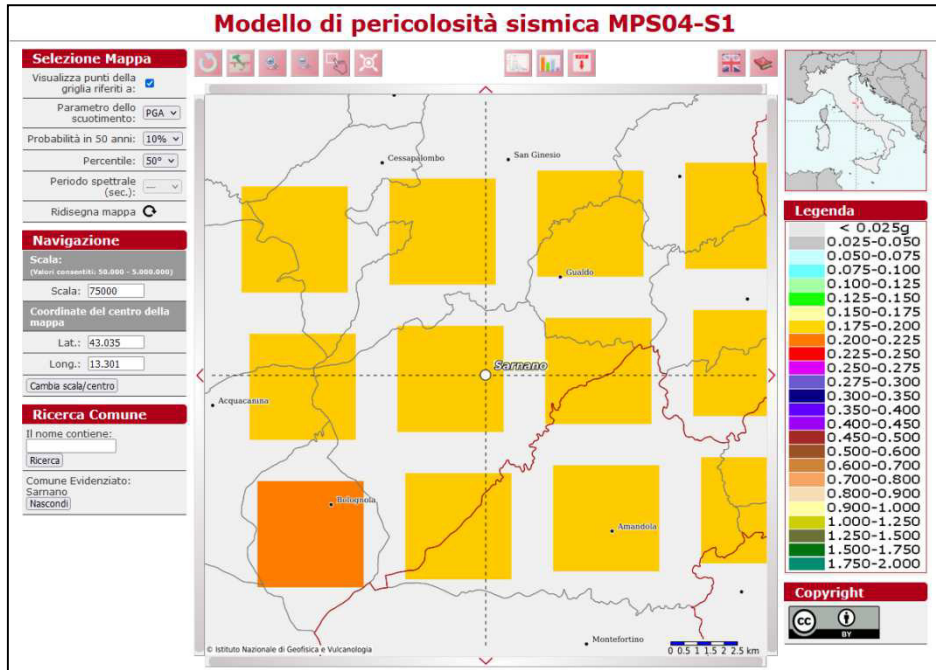 Modello di pericolosità sismica MPS04-S1
Selezione Mappa
Visualizza punti della
griglia riferiti a:
Parametro dello
scuotimento: PGA
Probabilità in 50 anni: 10%
Percentile: 50°
Periodo spettrale
(sec.): ---
Ridisegna mappa
Navigazione
Scala:
(Valori consentiti: 50.000 - 5.000.000)
Scala: 75000
Coordinate del centro della
mappa
Lat.: 43.035
Long.: 13.301
Cambia scala/centro
Ricerca Comune
Il nome contiene:
Ricerca
Comune Evidenziato:
Sarnano
Nascondi
Cessapalombo
San Ginesio
Gualdo
Sarnano
Acquacanina
Bolognola
Amandola
Montefortino
© Istituto Nazionale di Geofisica e Vulcanologia
0 0.5 1 1.5 2 2.5 km
Legenda
< 0.025g
0.025-0.050
0.050-0.075
0.075-0.100
0.100-0.125
0.125-0.150
0.150-0.175
0.175-0.200
0.200-0.225
0.225-0.250
0.250-0.275
0.275-0.300
0.300-0.350
0.350-0.400
0.400-0.450
0.450-0.500
0.500-0.600
0.600-0.700
0.700-0.800
0.800-0.900
0.900-1.000
1.000-1.250
1.250-1.500
1.500-1.750
1.750-2.000
Copyright
cc
BY